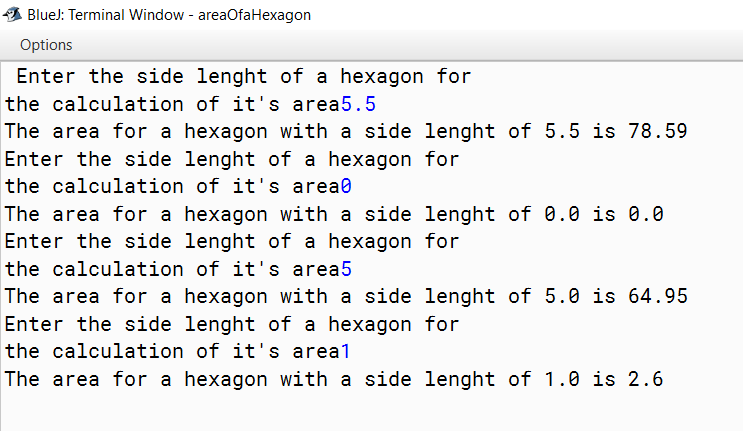 BlueJ: Terminal Window - areaOfaHexagon
Options
Enter the side lenght of a hexagon for
the calculation of it's area5.5
The area for a hexagon with a side lenght of 5.5 is 78.59
Enter the side lenght of a hexagon for
the calculation of it's area0
The area for a hexagon with a side lenght of 0.0 is 0.0
Enter the side lenght of a hexagon for
the calculation of it's area5
The area for a hexagon with a side lenght of 5.0 is 64.95
Enter the side lenght of a hexagon for
the calculation of it's area1
The area for a hexagon with a side lenght of 1.0 is 2.6